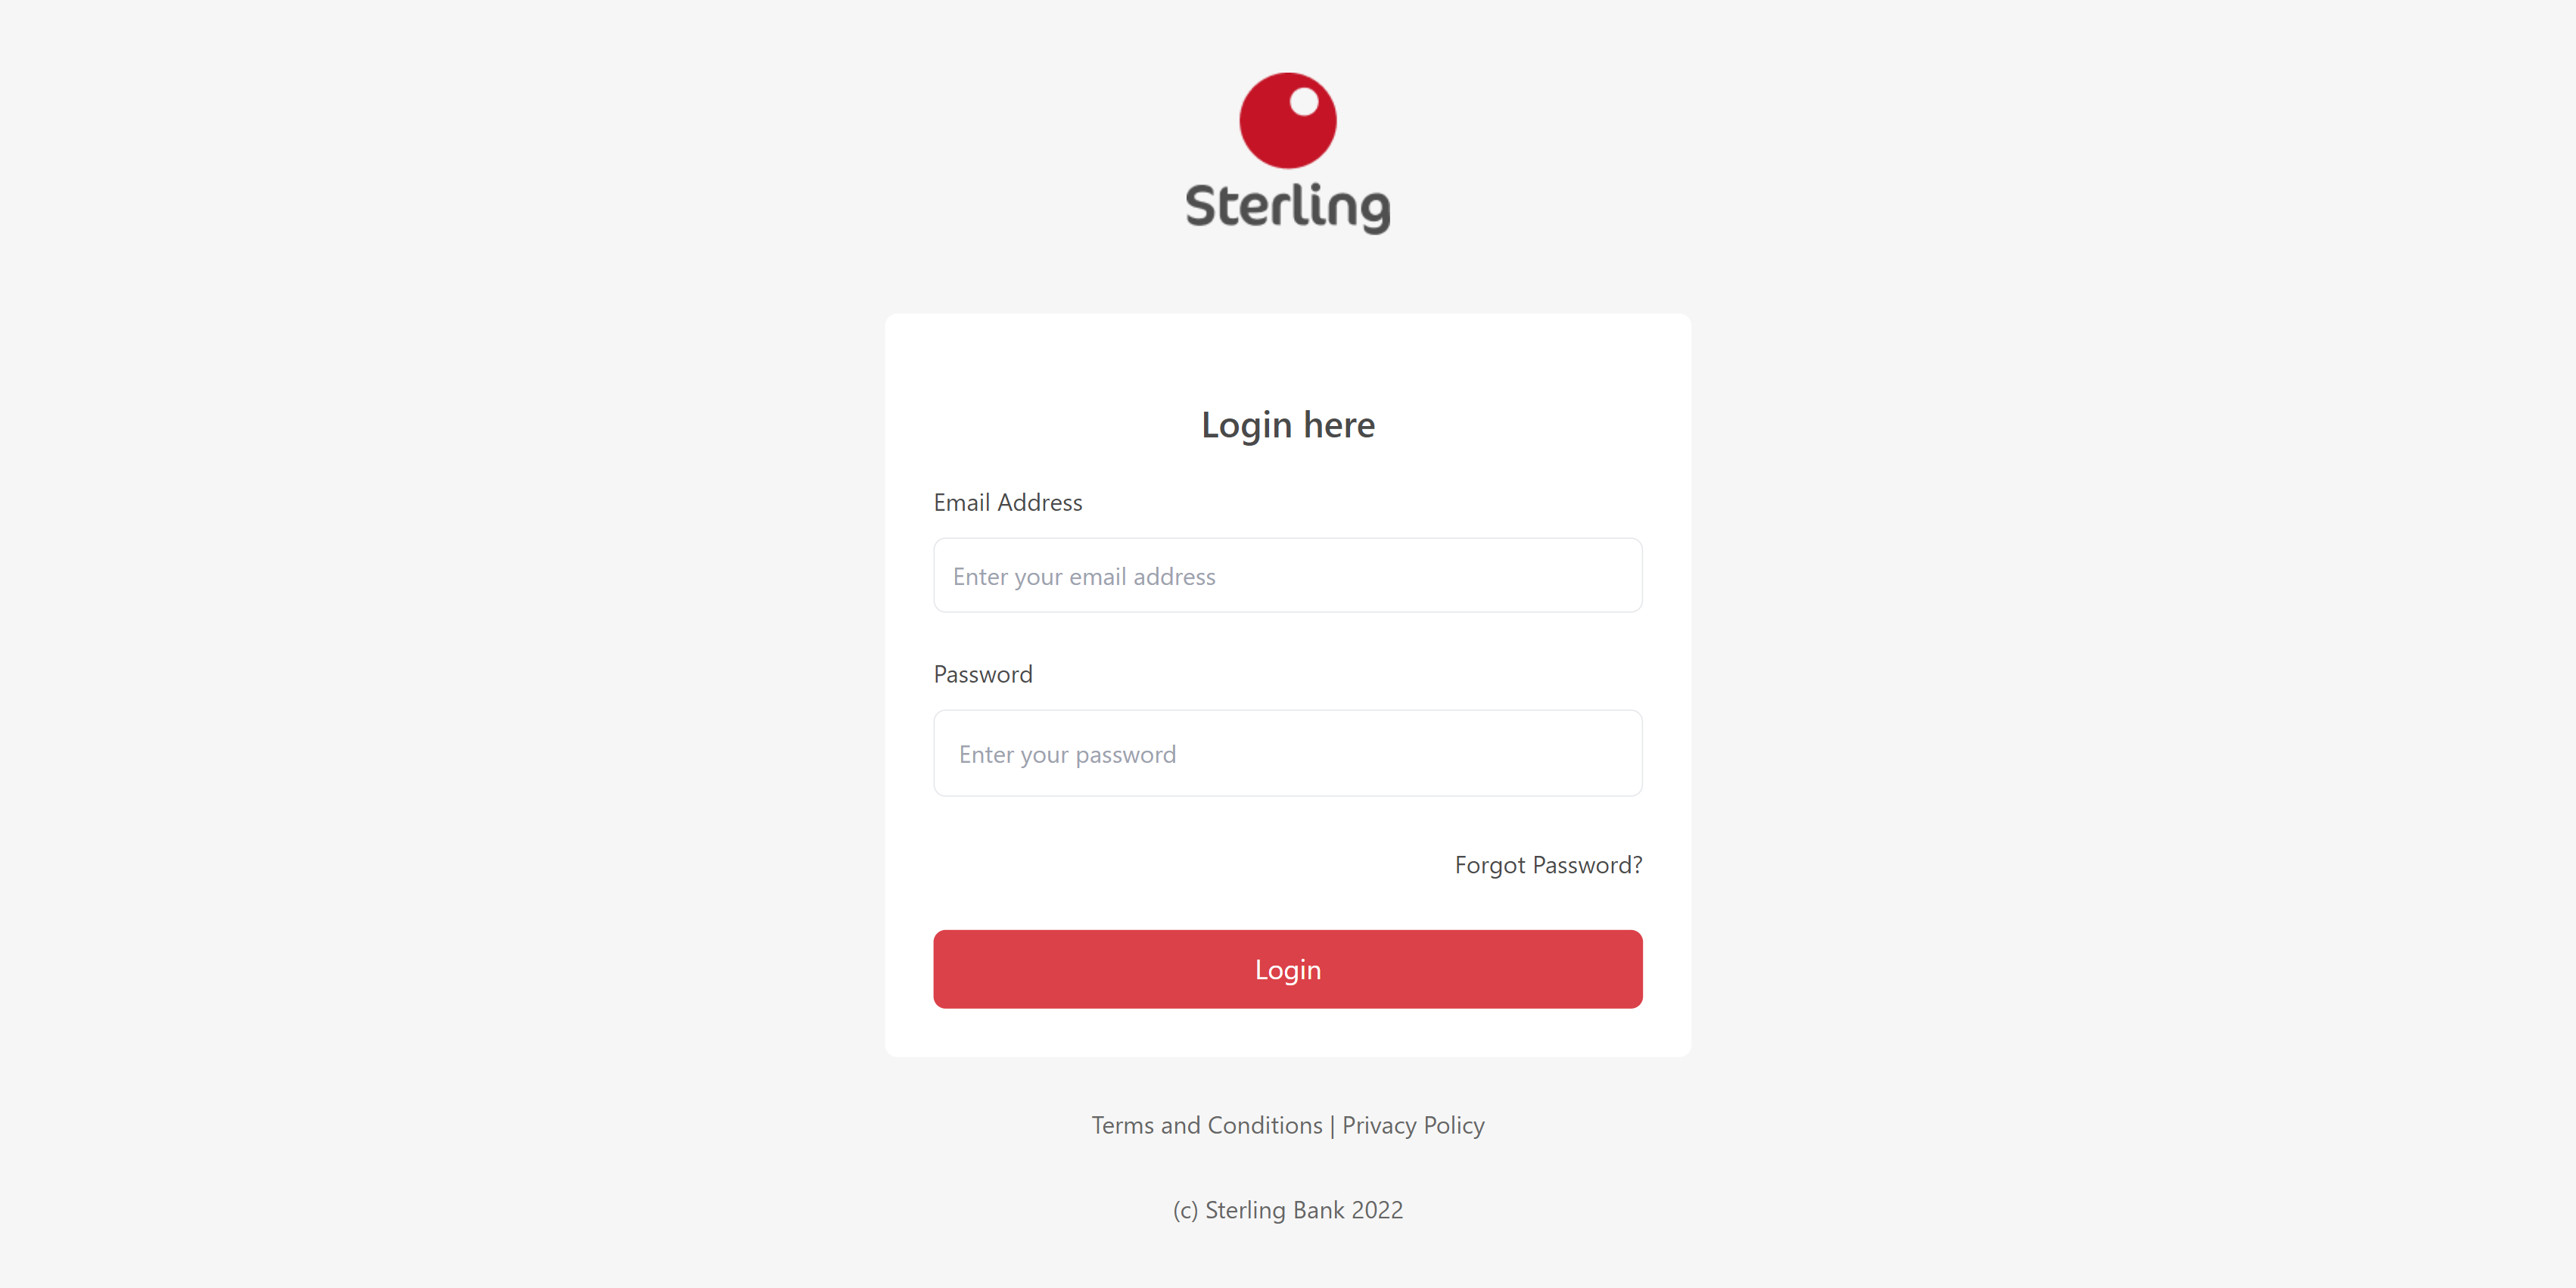 Sterling
Login here
Email Address
Enter your email address
Password
Enter your password
Forgot Password?
Login
Terms and Conditions | Privacy Policy
(c) Sterling Bank 2022